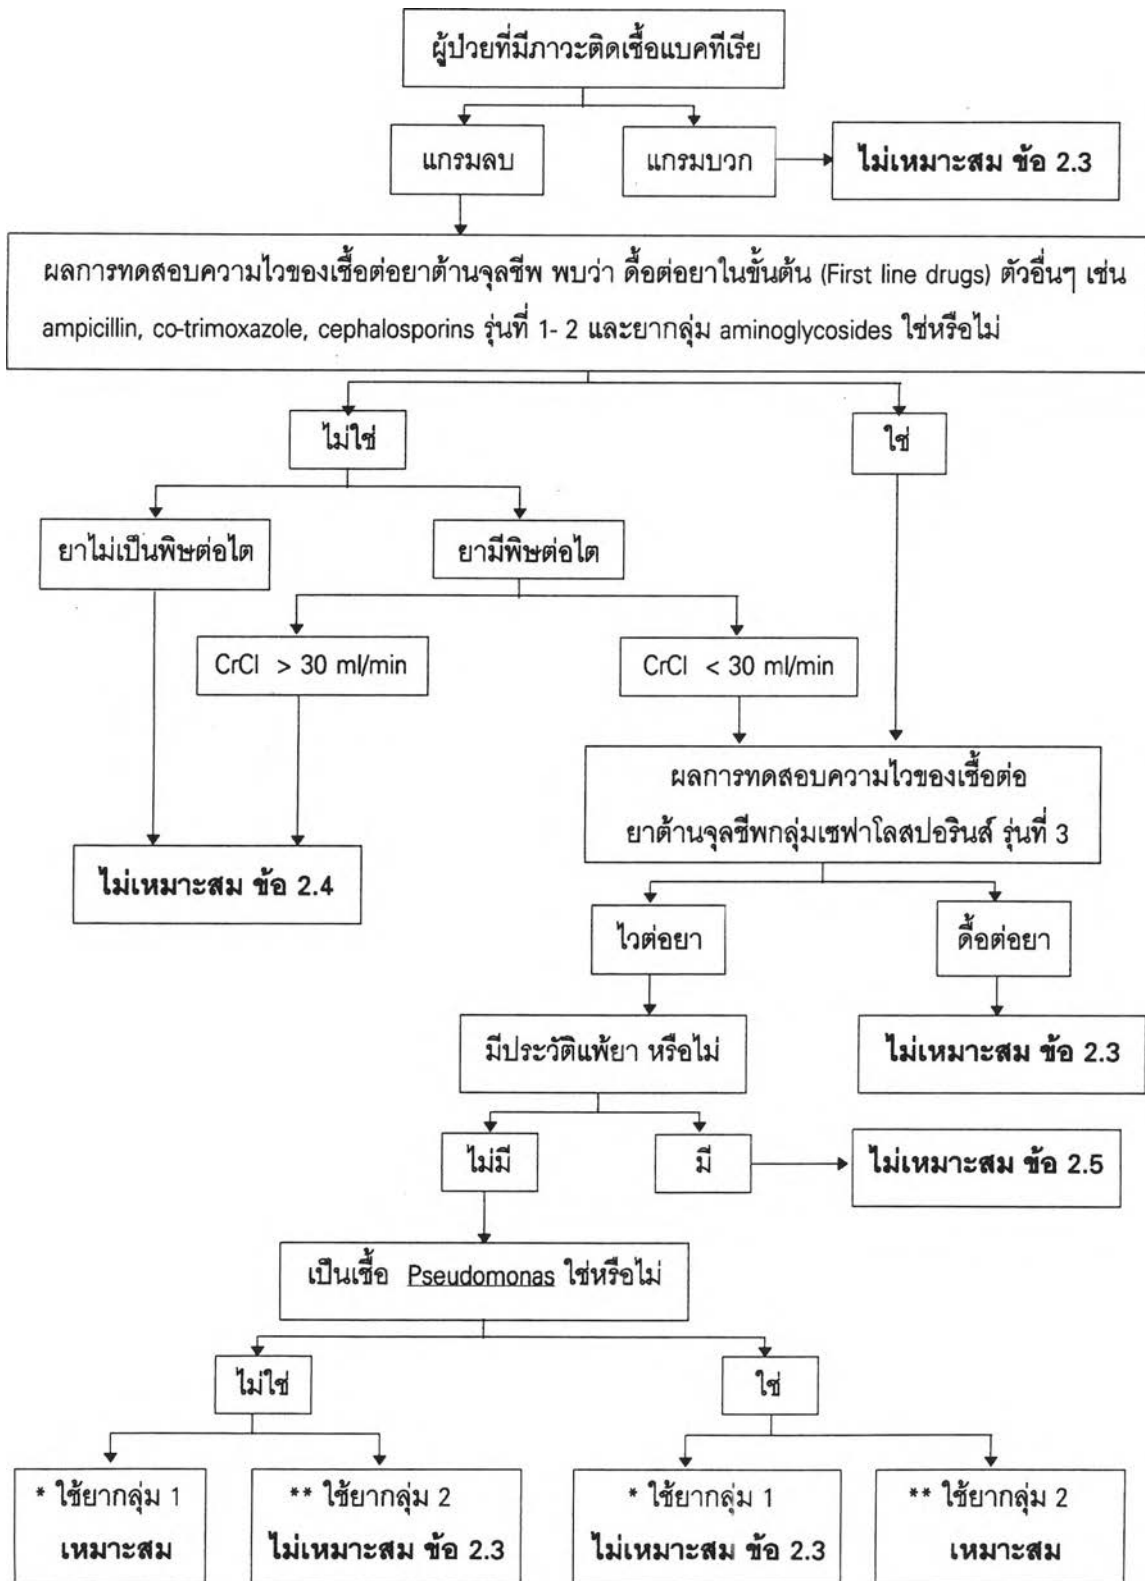 ผู้ป่วยที่มีภาวะติดเชื้อแบคทีเรีย
แกรมลบ
แกรมบวก
ไม่เหมาะสม ข้อ 2.3
ผลการทดสอบความไวของเชื้อต่อยาต้านจุลชีพ พบว่า ดื้อต่อยาในขั้นต้น (First line drugs) ตัวอื่นๆ เช่น
ampicillin, co-trimoxazole, cephalosporins รุ่นที่ 1- 2 และยากลุ่ม aminoglycosides ใช่หรือไม่
ไม่ใช่
ใช่
ยาไม่เป็นพิษต่อไต
ยามีพิษต่อไต
CrCl > 30 ml/min
CrCl < 30 ml/min
ผลการทดสอบความไวของเชื้อต่อ
ยาต้านจุลชีพกลุ่มเซฟาโลสปอรินส์ รุ่นที่ 3
ไม่เหมาะสม ข้อ 2.4
ไวต่อยา
ดื้อต่อยา
มีประวัติแพ้ยา หรือไม่
ไม่เหมาะสม ข้อ 2.3
ไม่มี
มี
ไม่เหมาะสม ข้อ 2.5
เป็นเชื้อ Pseudomonas ใช่หรือไม่
ไม่ใช่
ใช่
* ใช้ยากลุ่ม 1
เหมาะสม
** ใช้ยากลุ่ม 2
ไม่เหมาะสม ข้อ 2.3
* ใช้ยากลุ่ม 1
ไม่เหมาะสม ข้อ 2.3
** ใช้ยากลุ่ม 2
เหมาะสม